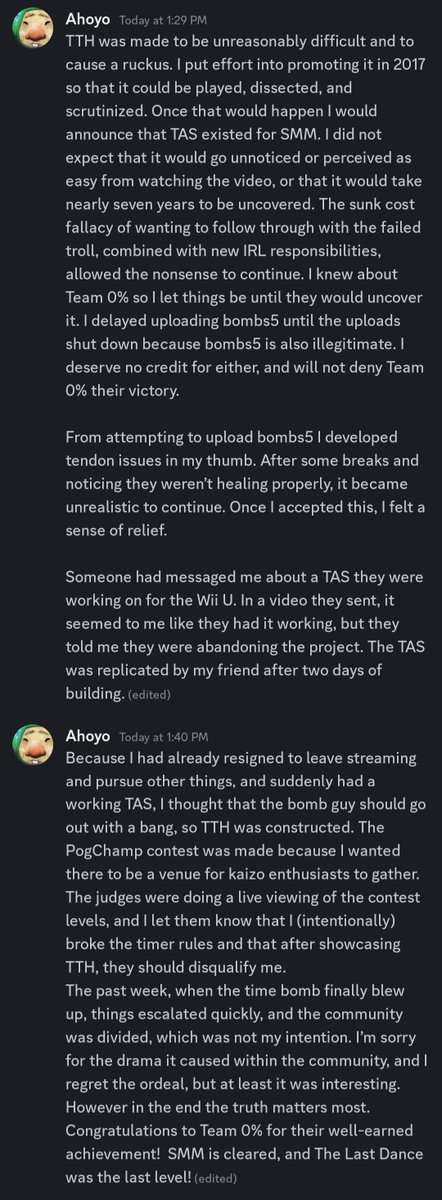 Ahoyo Today at 1:29 PM
TTH was made to be unreasonably difficult and to
cause a ruckus. I put effort into promoting it in 2017
so that it could be played, dissected, and
scrutinized. Once that would happen I would
announce that TAS existed for SMM. I did not
expect that it would go unnoticed or perceived as
easy from watching the video, or that it would take
nearly seven years to be uncovered. The sunk cost
fallacy of wanting to follow through with the failed
troll, combined with new IRL responsibilities,
allowed the nonsense to continue. I knew about
Team 0% so I let things be until they would uncover
it. I delayed uploading bombs5 until the uploads
shut down because bombs5 is also illegitimate. I
deserve no credit for either, and will not deny Team
0% their victory.
From attempting to upload bombs5 I developed
tendon issues in my thumb. After some breaks and
noticing they weren't healing properly, it became
unrealistic to continue. Once I accepted this, I felt a
sense of relief.
Someone had messaged me about a TAS they were
working on for the Wii U. In a video they sent, it
seemed to me like they had it working, but they
told me they were abandoning the project. The TAS
was replicated by my friend after two days of
building. (edited)
Ahoyo Today at 1:40 PM
Because I had already resigned to leave streaming
and pursue other things, and suddenly had a
working TAS, I thought that the bomb guy should go
out with a bang, so TTH was constructed. The
PogChamp contest was made because I wanted
there to be a venue for kaizo enthusiasts to gather.
The judges were doing a live viewing of the contest
levels, and I let them know that I (intentionally)
broke the timer rules and that after showcasing
TTH, they should disqualify me.
The past week, when the time bomb finally blew
up, things escalated quickly, and the community
was divided, which was not my intention. I'm sorry
for the drama it caused within the community, and I
regret the ordeal, but at least it was interesting.
However in the end the truth matters most.
Congratulations to Team 0% for their well-earned
achievement! SMM is cleared, and The Last Dance
was the last level! (edited)